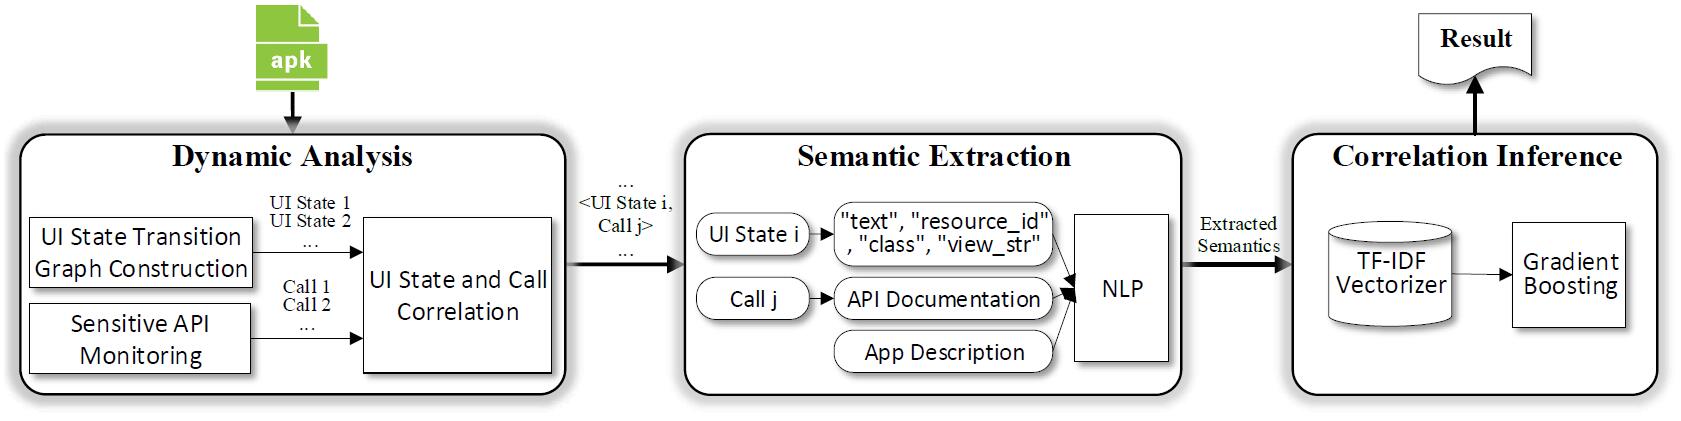 apk
Dynamic Analysis
UI State Transition
Graph Construction
Sensitive API
Monitoring
UI State 1
UI State 2
...
Call 1
Call 2
...
UI State and Call
Correlation
...
<UI State i,
Call j>
...
Semantic Extraction
UI State i
"text", "resource_id"
, "class", "view_str"
Call j
API Documentation
App Description
NLP
Extracted
Semantics
Correlation Inference
TF-IDF
Vectorizer
Gradient
Boosting
Result